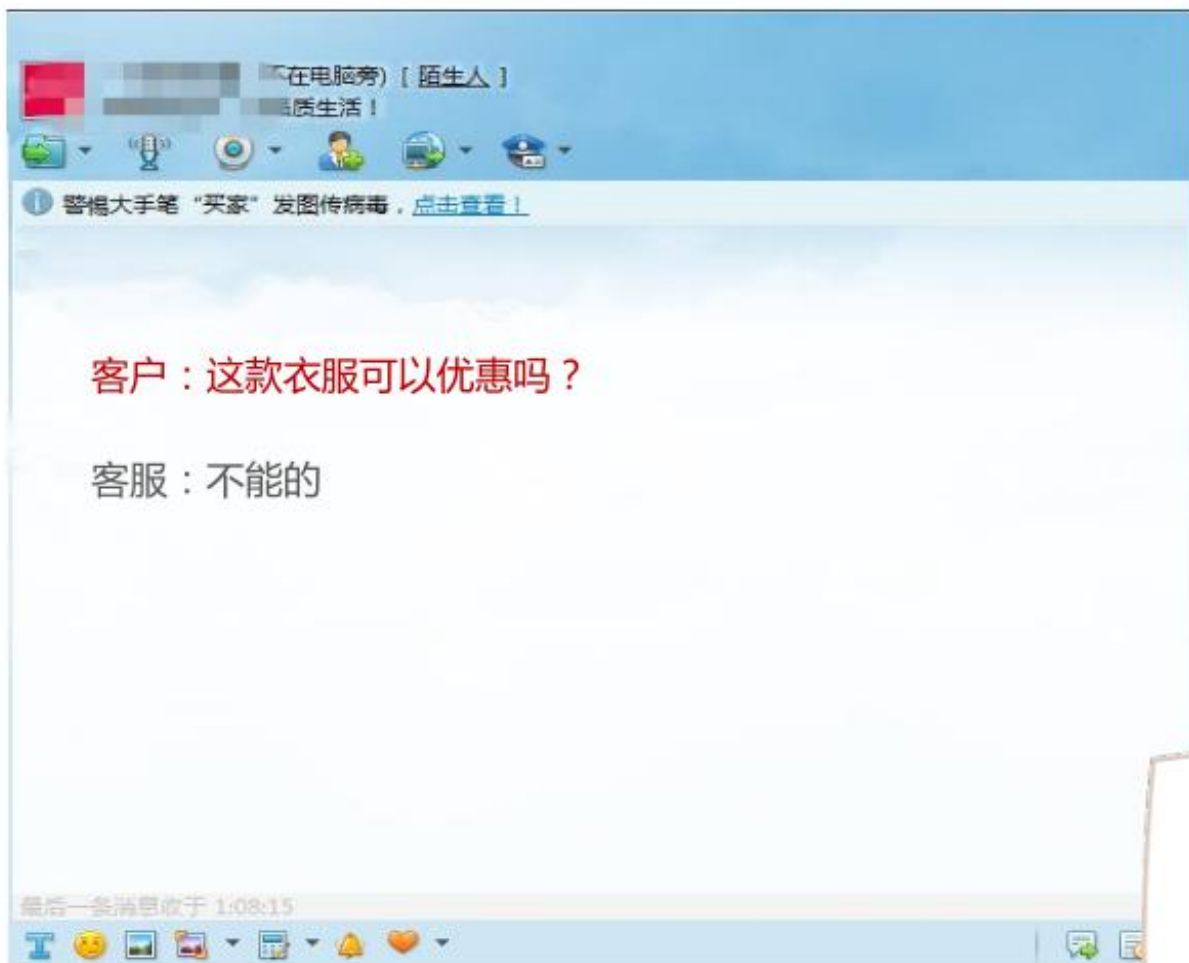 不在电脑旁) [ 陌生人 ]
品质生活！
警惕大手笔“买家”发图传病毒，点击查看！
客户：这款衣服可以优惠吗？
客服：不能的
最后一条消息收于 1:08:15